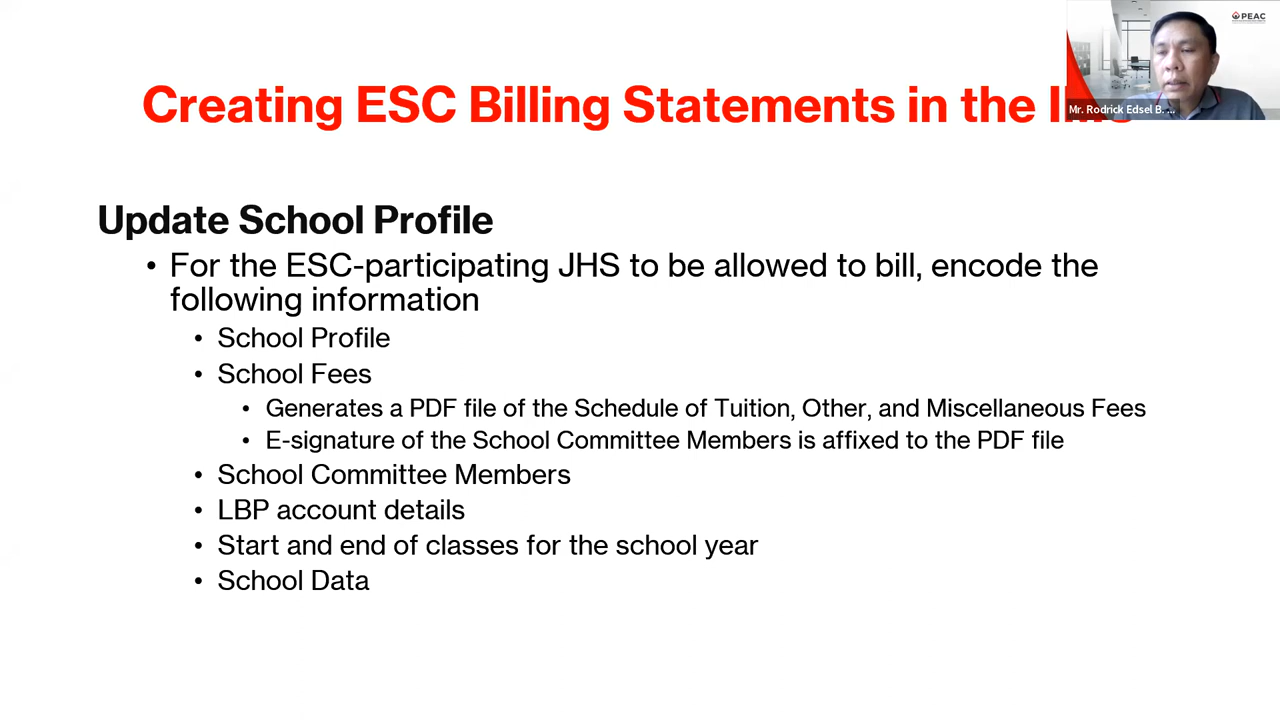 PEAC
Creating ESC Billing Statements in the
Mr. Rodrick Edsel B. ...
Update School Profile
• For the ESC-participating JHS to be allowed to bill, encode the
following information
• School Profile
• School Fees
• Generates a PDF file of the Schedule of Tuition, Other, and Miscellaneous Fees
• E-signature of the School Committee Members is affixed to the PDF file
• School Committee Members
• LBP account details
• Start and end of classes for the school year
• School Data